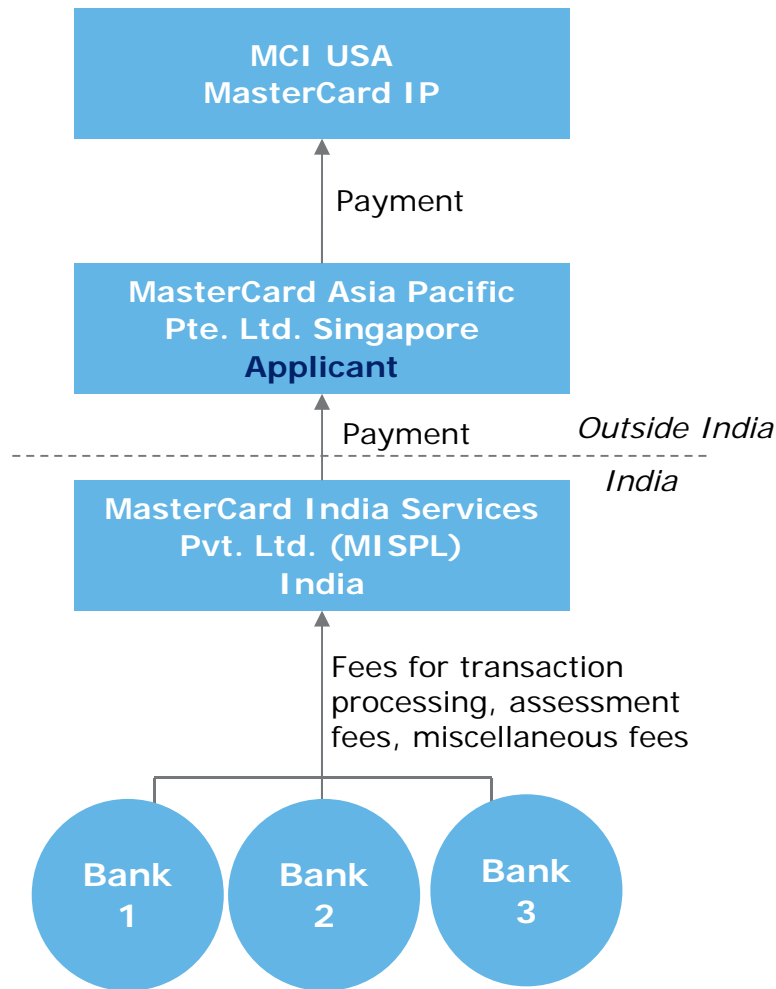 MCI USA
MasterCard IP
Payment
MasterCard Asia Pacific
Pte. Ltd. Singapore
Applicant
Payment
Outside India
India
MasterCard India Services
Pvt. Ltd. (MISPL)
India
Fees for transaction
processing, assessment
fees, miscellaneous fees
Bank
1
Bank
2
Bank
3